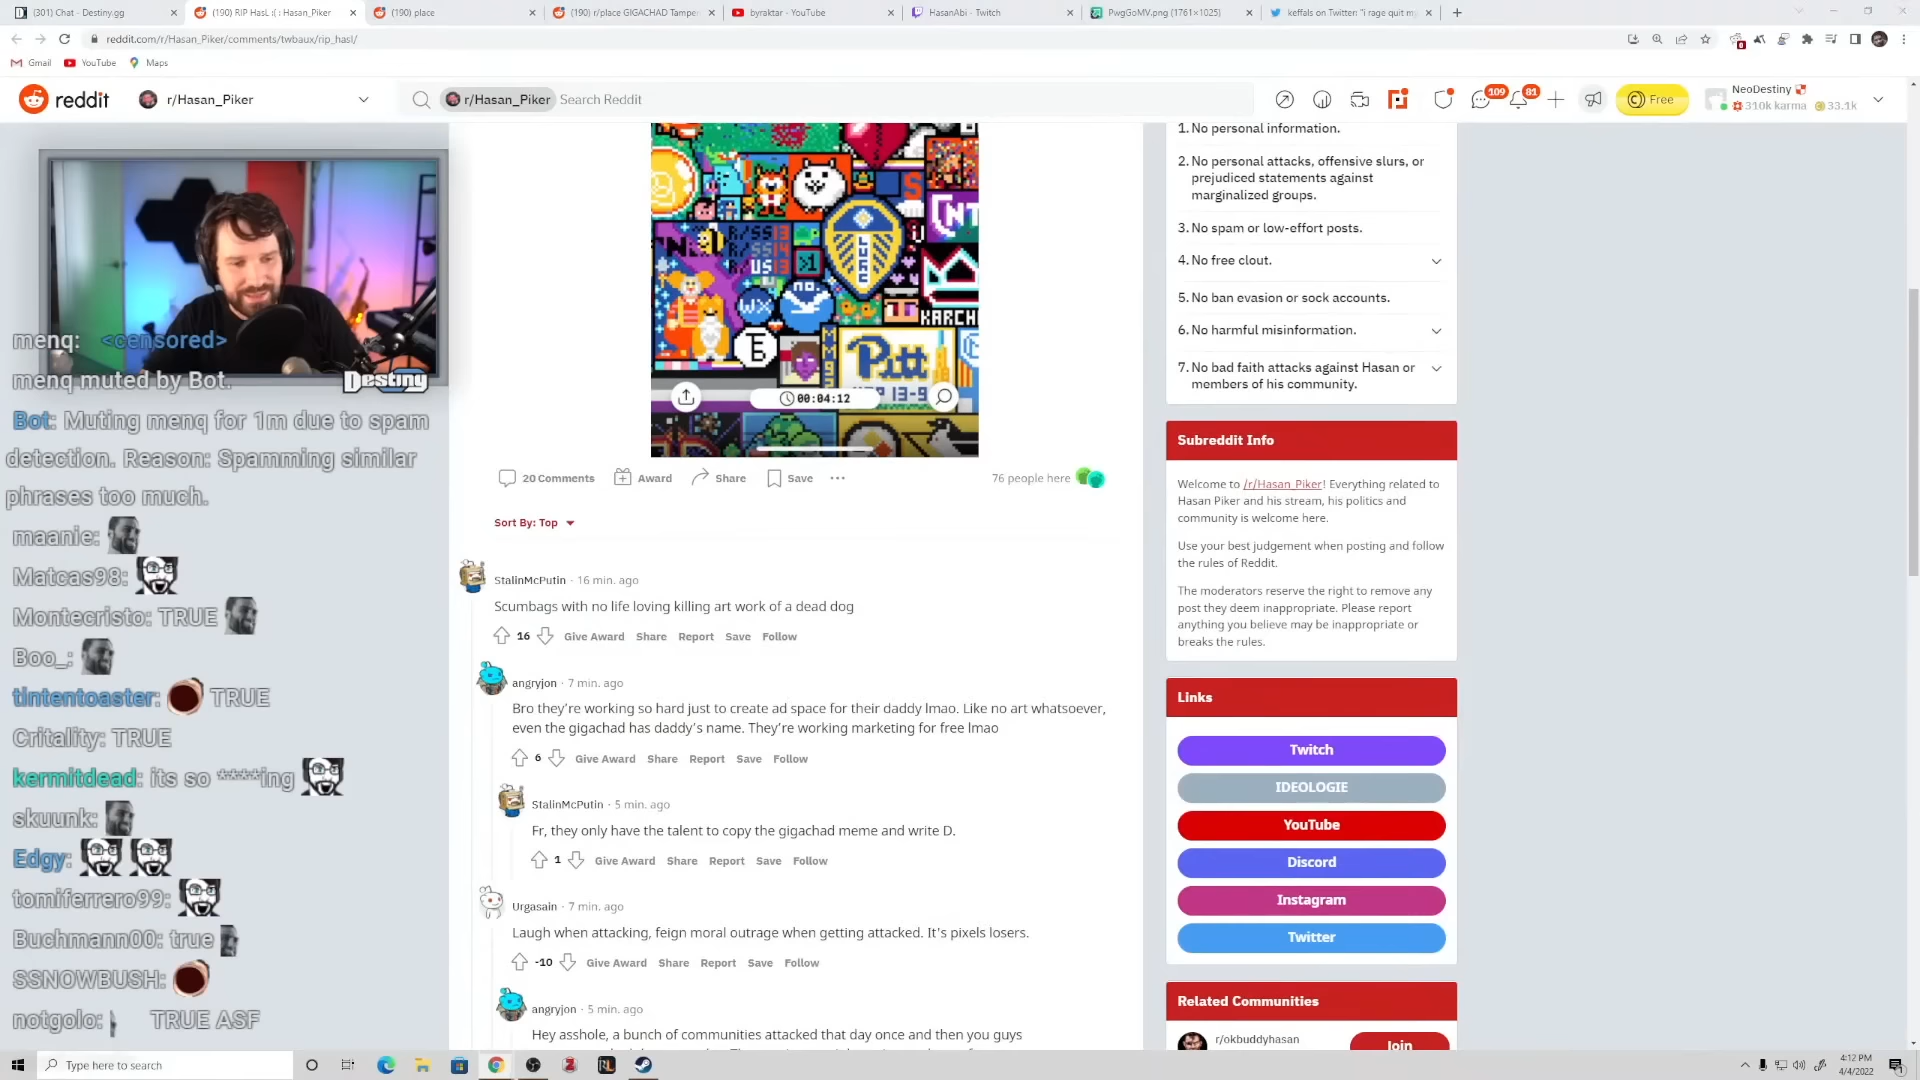 (301) Chat - Destiny.gg
(190) RIP HasL :( : Hasan_Piker
(190) place
(190) r/place GIGACHAD Tamper
byraktar - YouTube
HasanAbi - Twitch
PwgGoMV.png (1761×1025)
keffals on Twitter: "i rage quit m
reddit.com/r/Hasan_Piker/comments/twbaux/rip_hasl/
Gmail
YouTube
Maps
reddit
r/Hasan_Piker
r/Hasan_Piker
Search Reddit
109
81
Free
NeoDestiny
310k karma
33.1k
Destiny
menq: <censored>
menq muted by Bot.
Bot: Muting menq for 1m due to spam
detection. Reason: Spamming similar
phrases too much.
maanie:
Matcas98:
Montecristo: TRUE
Boo_:
tintentoaster: TRUE
Critality: TRUE
kermitdead: its so ****ing
skuunk:
Edgy:
tomiferrero99:
Buchmann00: true
SSNOWBUSH:
notgolo: TRUE ASF
LUFC
WX
no.
KARCH
Pitt
13-9
00:04:12
20 Comments
Award
Share
Save
76 people here
Sort By: Top
StalinMcPutin · 16 min. ago
Scumbags with no life loving killing art work of a dead dog
16
Give Award
Share
Report
Save
Follow
angryjon · 7 min. ago
Bro they're working so hard just to create ad space for their daddy lmao. Like no art whatsoever,
even the gigachad has daddy's name. They're working marketing for free lmao
6
Give Award
Share
Report
Save
Follow
StalinMcPutin · 5 min. ago
Fr, they only have the talent to copy the gigachad meme and write D.
1
Give Award
Share
Report
Save
Follow
Urgasain · 7 min. ago
Laugh when attacking, feign moral outrage when getting attacked. It's pixels losers.
-10
Give Award
Share
Report
Save
Follow
angryjon · 5 min. ago
Hey asshole, a bunch of communities attacked that day once and then you guys
1. No personal information.
2. No personal attacks, offensive slurs, or
prejudiced statements against
marginalized groups.
3. No spam or low-effort posts.
4. No free clout.
5. No ban evasion or sock accounts.
6. No harmful misinformation.
7. No bad faith attacks against Hasan or
members of his community.
Subreddit Info
Welcome to /r/Hasan_Piker! Everything related to
Hasan Piker and his stream, his politics and
community is welcome here.
Use your best judgement when posting and follow
the rules of Reddit.
The moderators reserve the right to remove any
post they deem inappropriate. Please report
anything you believe may be inappropriate or
breaks the rules.
Links
Twitch
IDEOLOGIE
YouTube
Discord
Instagram
Twitter
Related Communities
r/okbuddyhasan
Join
Type here to search
4:12 PM
4/4/2022